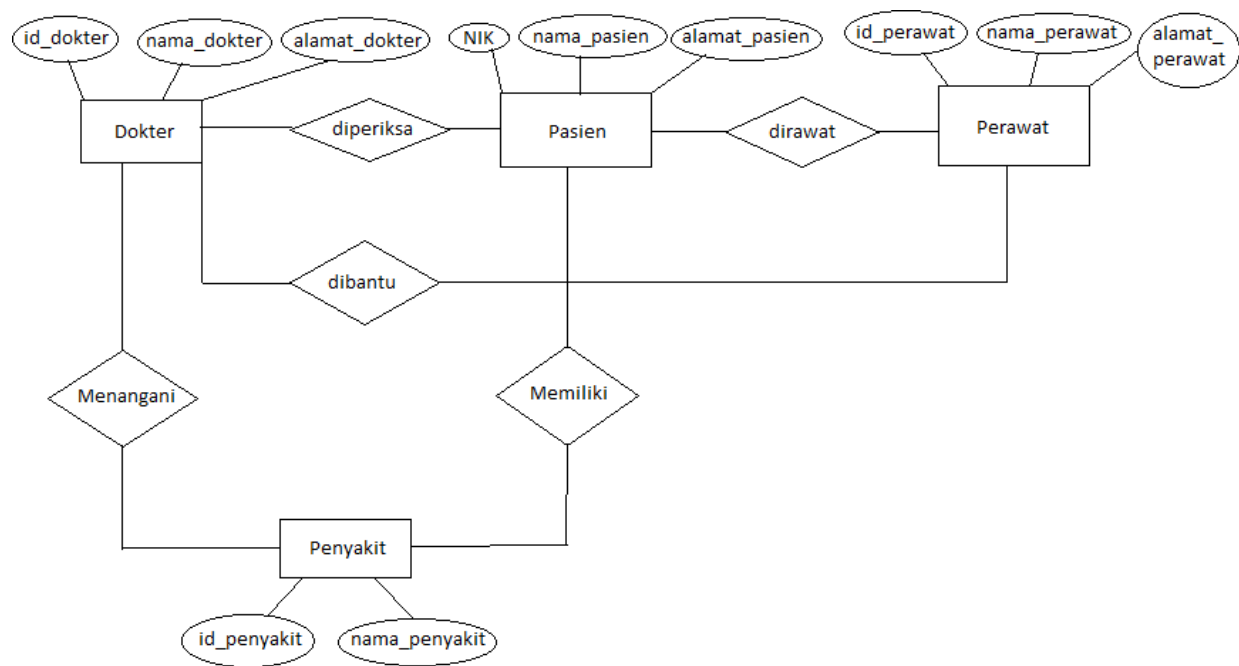 id_dokter
nama_dokter
alamat_dokter
NIK
nama_pasien
alamat_pasien
id_perawat
nama_perawat
alamat_
perawat
Dokter
diperiksa
Pasien
dirawat
Perawat
dibantu
Menangani
Memiliki
Penyakit
id_penyakit
nama_penyakit